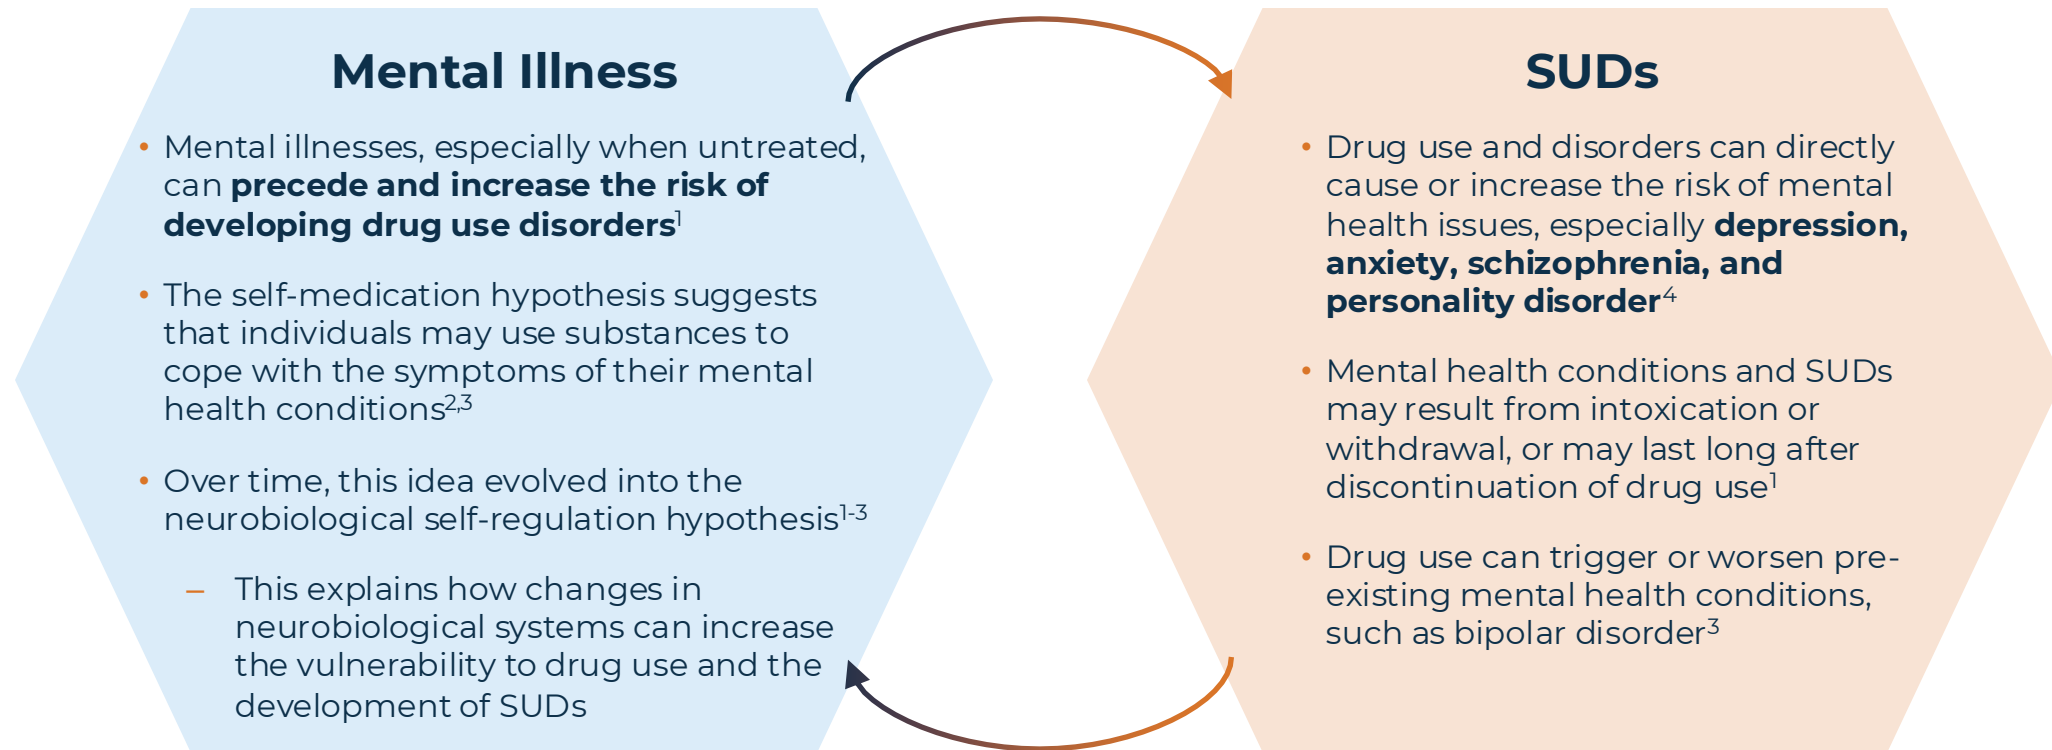 Mental Illness
• Mental illnesses, especially when untreated,
can precede and increase the risk of
developing drug use disorders¹
• The self-medication hypothesis suggests
that individuals may use substances to
cope with the symptoms of their mental
health conditions²,³
• Over time, this idea evolved into the
neurobiological self-regulation hypothesis¹-³
– This explains how changes in
neurobiological systems can increase
the vulnerability to drug use and the
development of SUDs
SUDs
• Drug use and disorders can directly
cause or increase the risk of mental
health issues, especially depression,
anxiety, schizophrenia, and
personality disorder⁴
• Mental health conditions and SUDs
may result from intoxication or
withdrawal, or may last long after
discontinuation of drug use¹
• Drug use can trigger or worsen pre-
existing mental health conditions,
such as bipolar disorder³